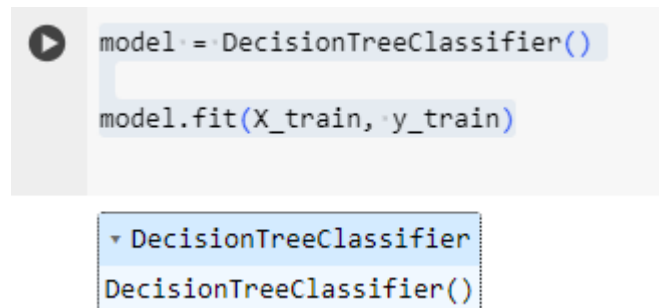 model = DecisionTreeClassifier()
model.fit(X_train, y_train)
DecisionTreeClassifier
DecisionTreeClassifier()